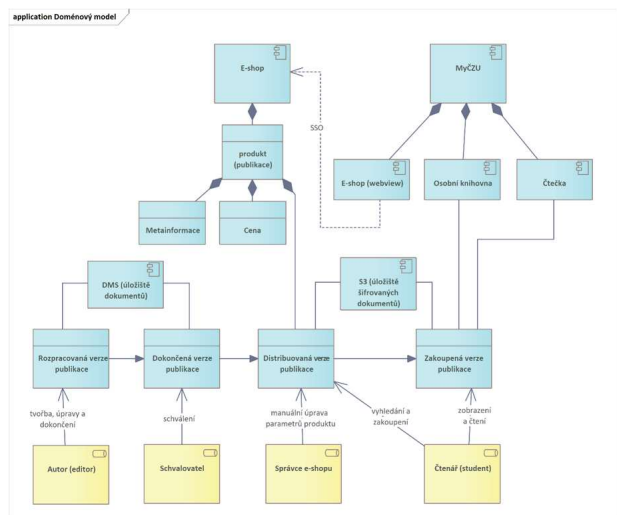 application Doménový model
E-shop
MyČZU
SSO
produkt
(publikace)
E-shop (webview)
Osobní knihovna
Čtečka
Metainformace
Cena
DMS (úložiště
dokumentů)
S3 (úložiště
šifrovaných
dokumentů)
Rozpracovaná verze
publikace
Dokončená verze
publikace
Distribuovaná verze
publikace
Zakoupená verze
publikace
tvořba, úpravy a
dokončení
schválení
manuální úprava
parametrů produktu
vyhledání a
zakoupení
zobrazení
a čtení
Autor (editor)
Schvalovatel
Správce e-shopu
Čtenář (student)